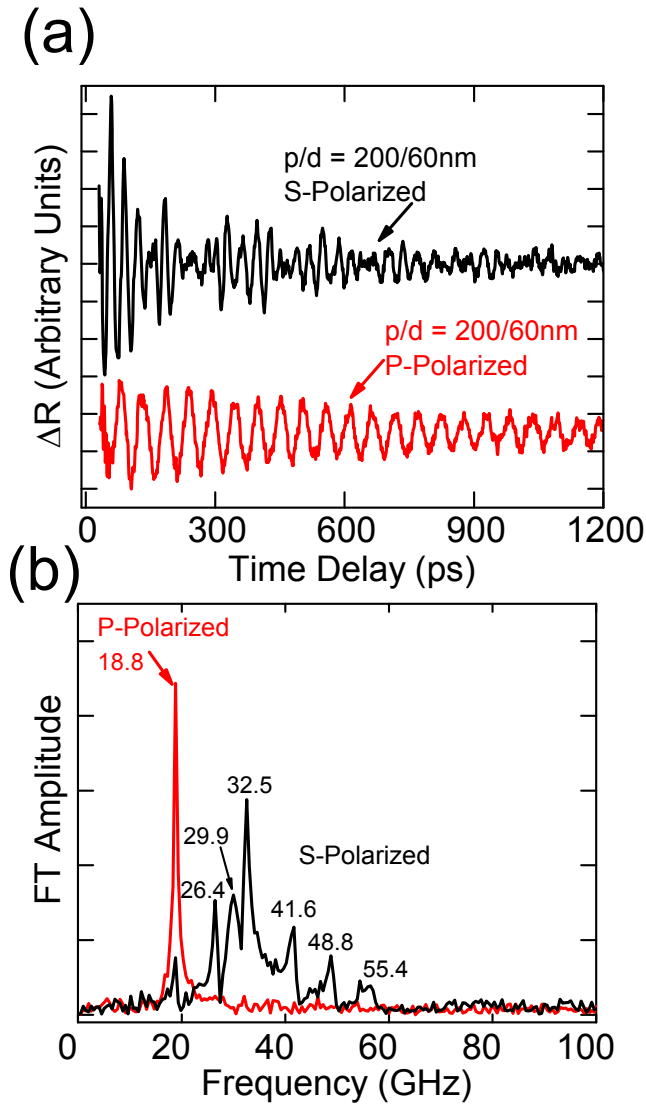 (a)
p/d = 200/60nm
S-Polarized
p/d = 200/60nm
P-Polarized
ΔR (Arbitrary Units)
0 300 600 900 1200
Time Delay (ps)
(b)
P-Polarized
18.8
32.5
29.9
S-Polarized
26.4
41.6
48.8
55.4
FT Amplitude
0 20 40 60 80 100
Frequency (GHz)